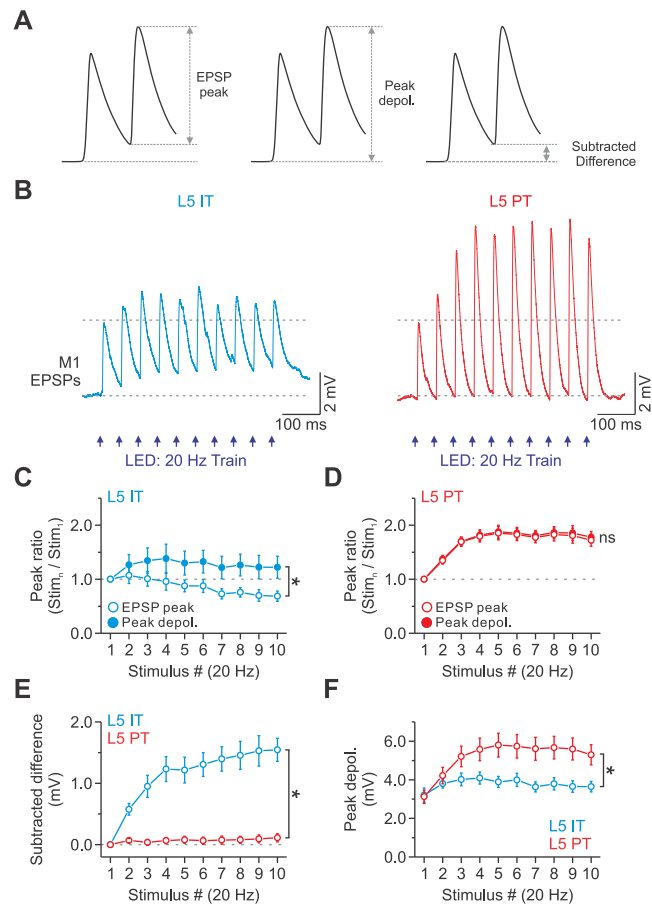 A
EPSP
peak
Peak
depol.
Subtracted
Difference
B
L5 IT
L5 PT
M1
EPSPs
2 mV
100 ms
2 mV
100 ms
LED: 20 Hz Train
LED: 20 Hz Train
C
L5 IT
Peak ratio
(Stimn / Stim1)
2.0
1.0
0.0
EPSP peak
Peak depol.
*
1 2 3 4 5 6 7 8 9 10
Stimulus # (20 Hz)
D
L5 PT
Peak ratio
(Stimn / Stim1)
2.0
1.0
0.0
ns
EPSP peak
Peak depol.
1 2 3 4 5 6 7 8 9 10
Stimulus # (20 Hz)
E
L5 IT
L5 PT
Subtracted difference
(mV)
2.0
1.0
0.0
*
1 2 3 4 5 6 7 8 9 10
Stimulus # (20 Hz)
F
Peak depol.
(mV)
6.0
4.0
2.0
0.0
*
L5 IT
L5 PT
1 2 3 4 5 6 7 8 9 10
Stimulus # (20 Hz)